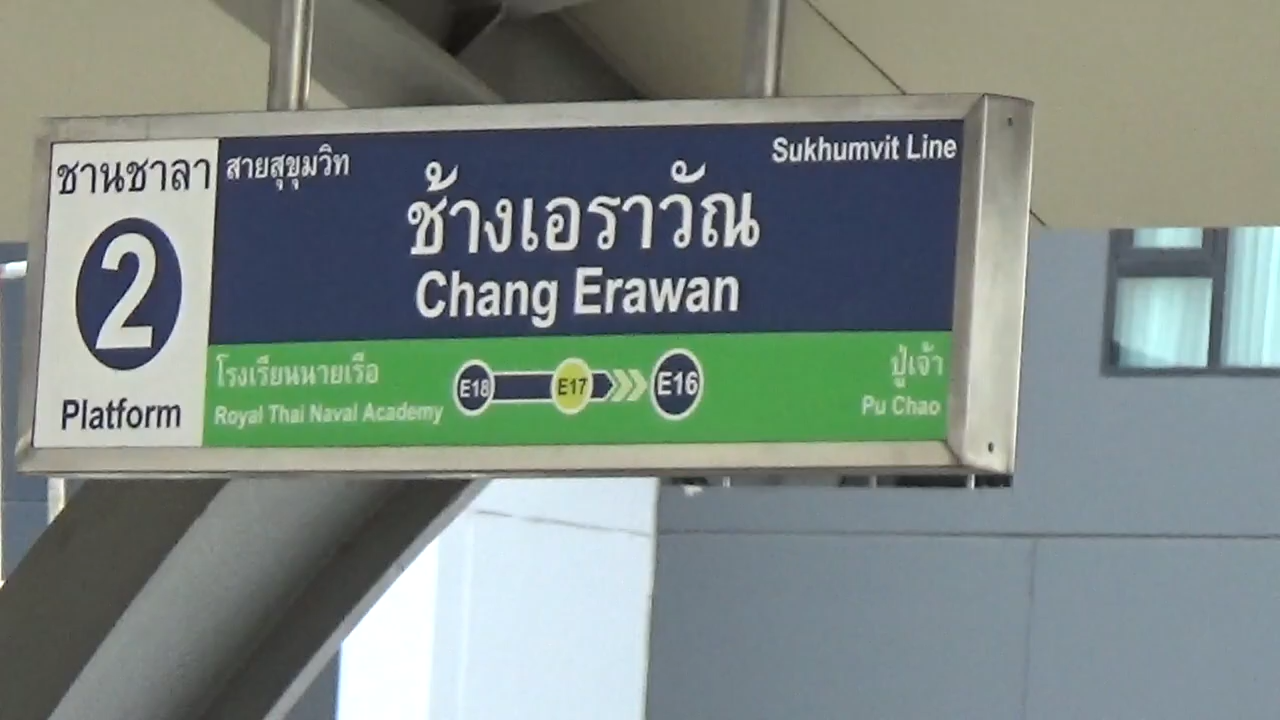 ชานชาลา
2
Platform
สายสุขุมวิท
Sukhumvit Line
ช้างเอราวัณ
Chang Erawan
โรงเรียนนายเรือ
Royal Thai Naval Academy
E18 E17 E16
ปู่เจ้า
Pu Chao